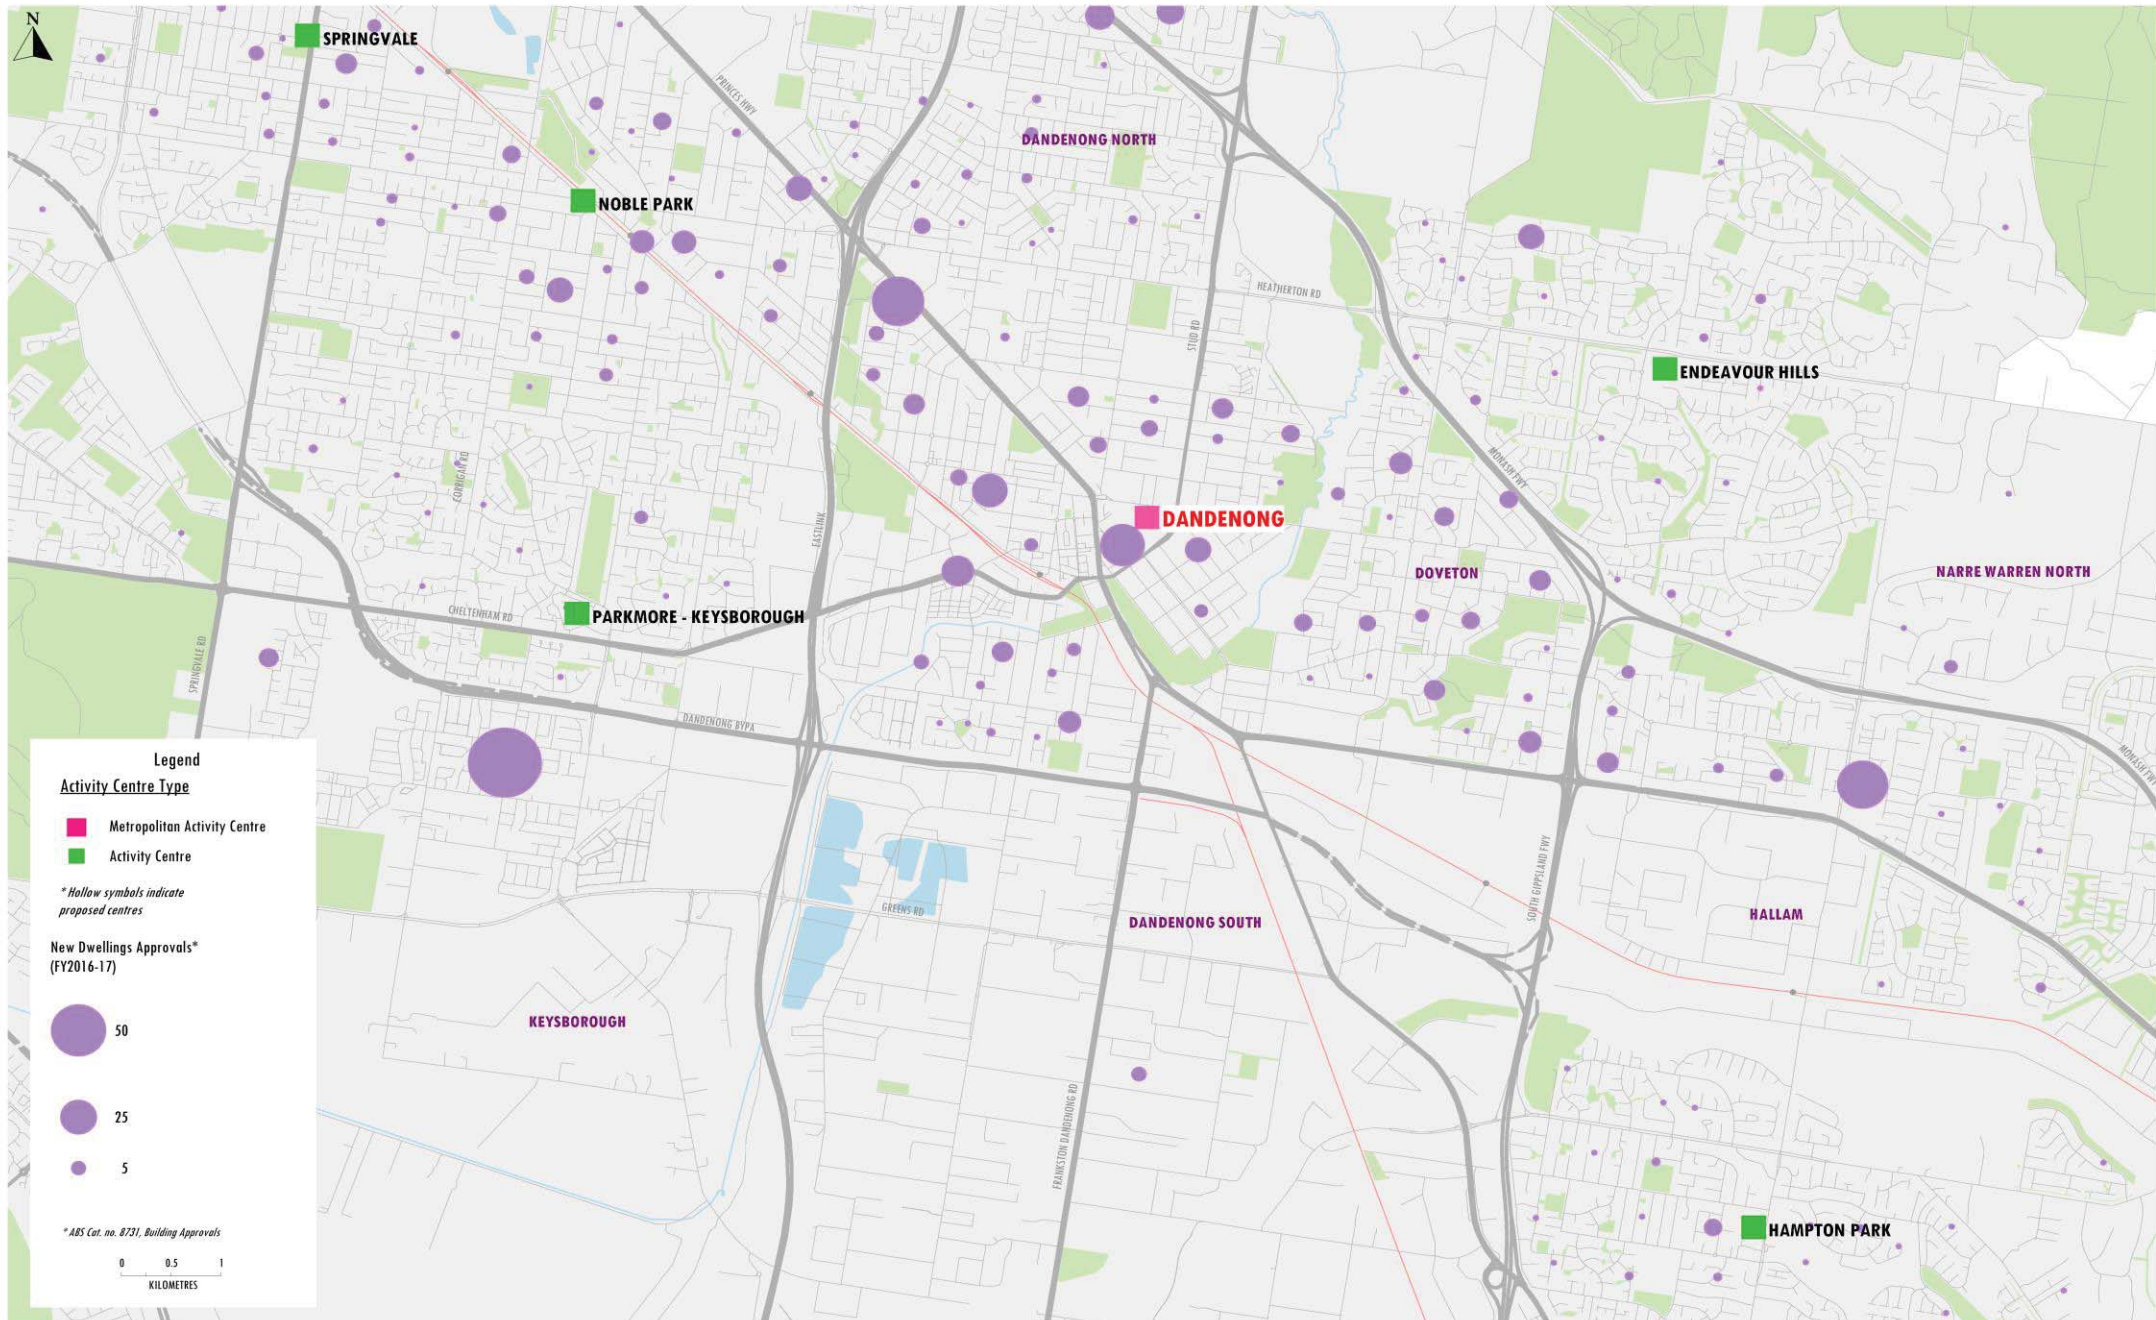 N
SPRINGVALE
PRINCES HWY
DANDENONG NORTH
NOBLE PARK
HEATHERTON RD
STUD RD
ENDEAVOUR HILLS
CORRIGAN RD
MONASH FWY
EASTLINK
DANDENONG
DOVETON
NARRE WARREN NORTH
CHELTENHAM RD
PARKMORE - KEYSBOROUGH
SPRINGVALE RD
DANDENONG BYPA
MONASH FWY
SOUTH GIPPSLAND FWY
GREENS RD
DANDENONG SOUTH
HALLAM
KEYSBOROUGH
FRANKSTON DANDENONG RD
HAMPTON PARK
Legend
Activity Centre Type
Metropolitan Activity Centre
Activity Centre
* Hollow symbols indicate
proposed centres
New Dwellings Approvals*
(FY2016-17)
50
25
5
* ABS Cat. no. 8731, Building Approvals
0 0.5 1
KILOMETRES